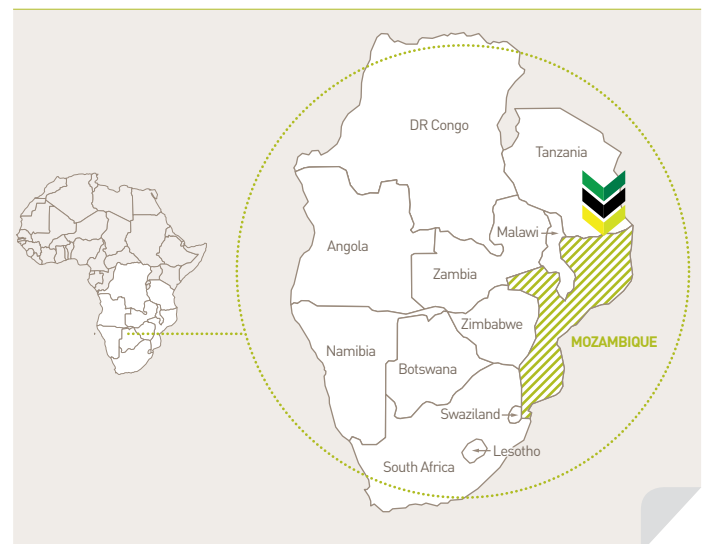 DR Congo
Tanzania
Malawi
Angola
Zambia
Zimbabwe
MOZAMBIQUE
Namibia
Botswana
Swaziland
Lesotho
South Africa